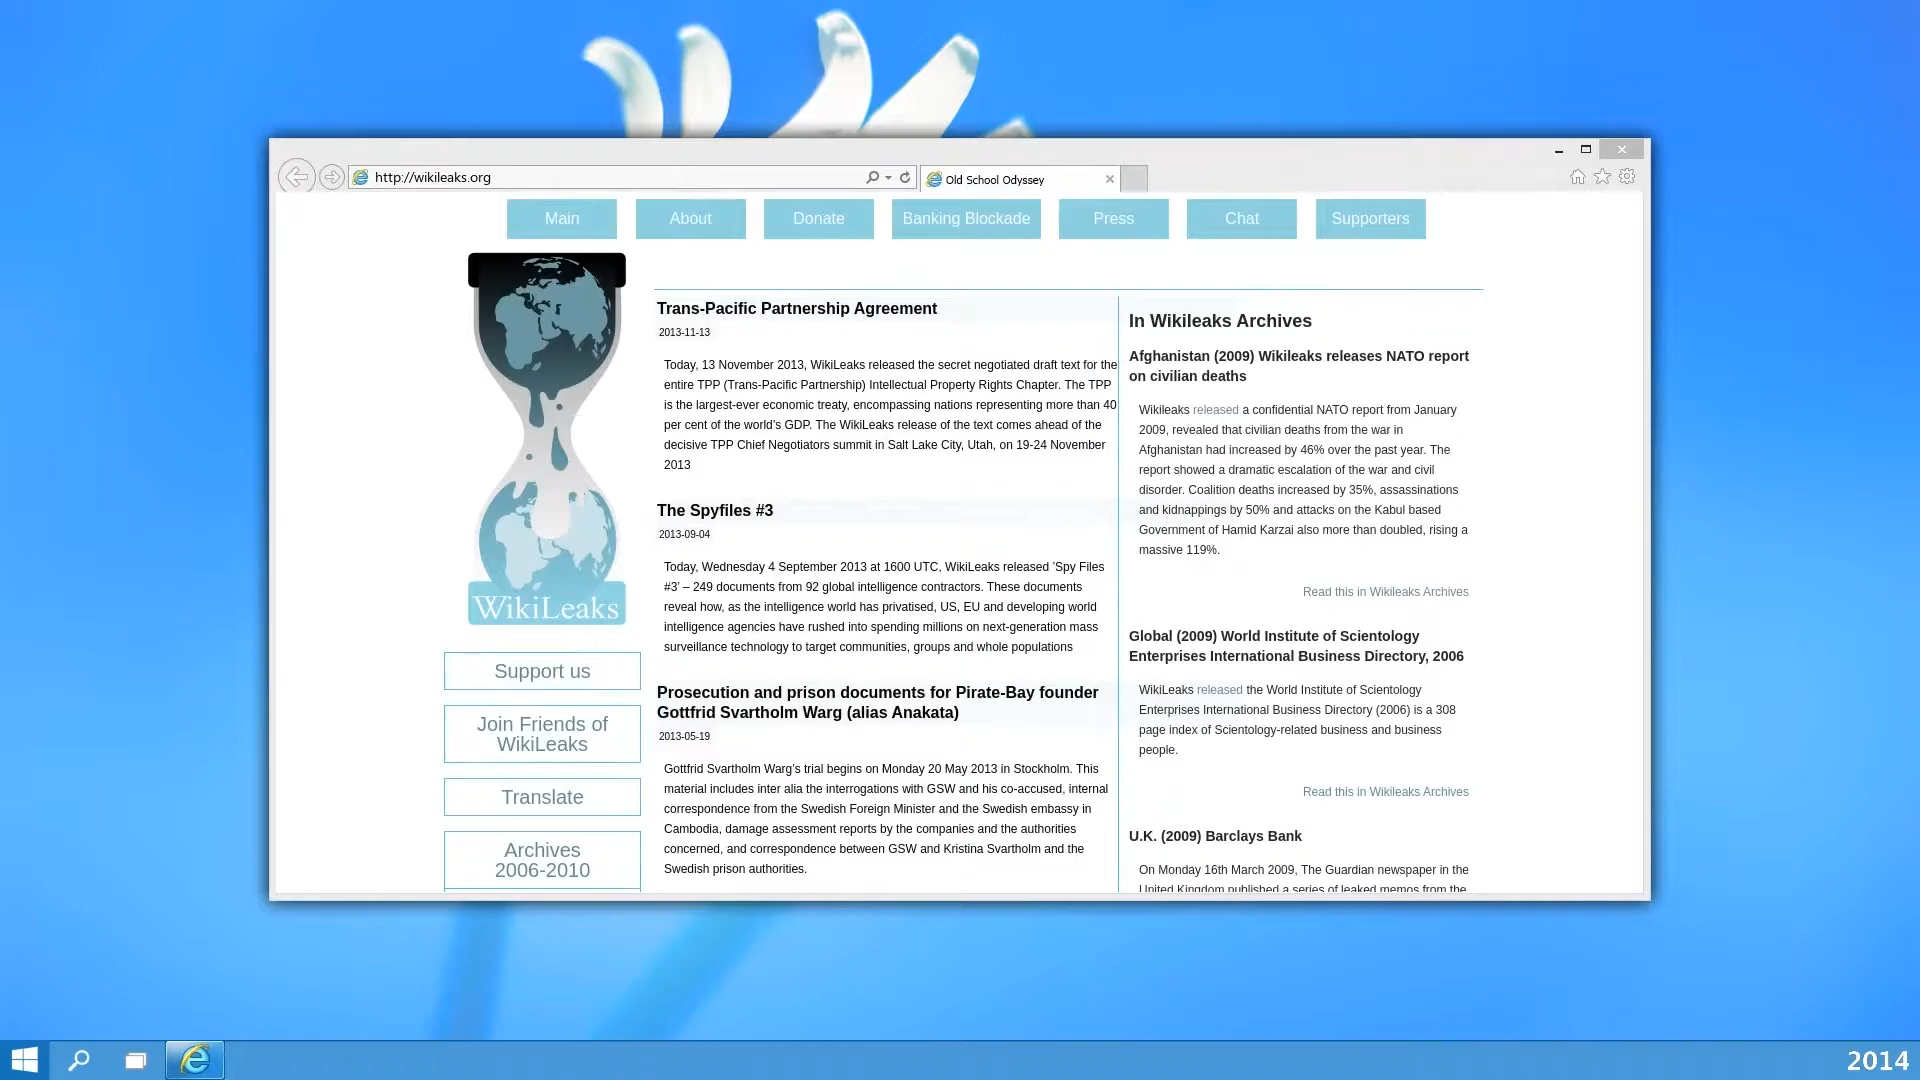 http://wikileaks.org
Old School Odyssey
Main
About
Donate
Banking Blockade
Press
Chat
Supporters
WikiLeaks
Support us
Join Friends of
WikiLeaks
Translate
Archives
2006-2010
Trans-Pacific Partnership Agreement
2013-11-13
Today, 13 November 2013, WikiLeaks released the secret negotiated draft text for the
entire TPP (Trans-Pacific Partnership) Intellectual Property Rights Chapter. The TPP
is the largest-ever economic treaty, encompassing nations representing more than 40
per cent of the world’s GDP. The WikiLeaks release of the text comes ahead of the
decisive TPP Chief Negotiators summit in Salt Lake City, Utah, on 19-24 November
2013
The Spyfiles #3
2013-09-04
Today, Wednesday 4 September 2013 at 1600 UTC, WikiLeaks released ’Spy Files
#3’ – 249 documents from 92 global intelligence contractors. These documents
reveal how, as the intelligence world has privatised, US, EU and developing world
intelligence agencies have rushed into spending millions on next-generation mass
surveillance technology to target communities, groups and whole populations
Prosecution and prison documents for Pirate-Bay founder
Gottfrid Svartholm Warg (alias Anakata)
2013-05-19
Gottfrid Svartholm Warg’s trial begins on Monday 20 May 2013 in Stockholm. This
material includes inter alia the interrogations with GSW and his co-accused, internal
correspondence from the Swedish Foreign Minister and the Swedish embassy in
Cambodia, damage assessment reports by the companies and the authorities
concerned, and correspondence between GSW and Kristina Svartholm and the
Swedish prison authorities.
In Wikileaks Archives
Afghanistan (2009) Wikileaks releases NATO report
on civilian deaths
Wikileaks released a confidential NATO report from January
2009, revealed that civilian deaths from the war in
Afghanistan had increased by 46% over the past year. The
report showed a dramatic escalation of the war and civil
disorder. Coalition deaths increased by 35%, assassinations
and kidnappings by 50% and attacks on the Kabul based
Government of Hamid Karzai also more than doubled, rising a
massive 119%.
Read this in Wikileaks Archives
Global (2009) World Institute of Scientology
Enterprises International Business Directory, 2006
WikiLeaks released the World Institute of Scientology
Enterprises International Business Directory (2006) is a 308
page index of Scientology-related business and business
people.
Read this in Wikileaks Archives
U.K. (2009) Barclays Bank
On Monday 16th March 2009, The Guardian newspaper in the
United Kingdom published a series of leaked memos from the
2014